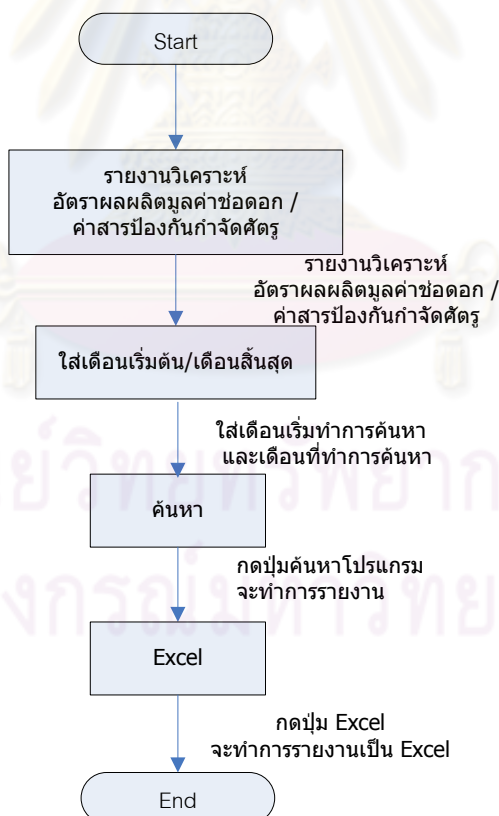 Start
รายงานวิเคราะห์
อัตราผลผลิตมูลค่าช่อดอก /
ค่าสารป้องกันกำจัดศัตรู
รายงานวิเคราะห์
อัตราผลผลิตมูลค่าช่อดอก /
ค่าสารป้องกันกำจัดศัตรู
ใส่เดือนเริ่มต้น/เดือนสิ้นสุด
ใส่เดือนเริ่มทำการค้นหา
และเดือนที่ทำการค้นหา
ค้นหา
กดปุ่มค้นหาโปรแกรม
จะทำการรายงาน
Excel
กดปุ่ม Excel
จะทำการรายงานเป็น Excel
End